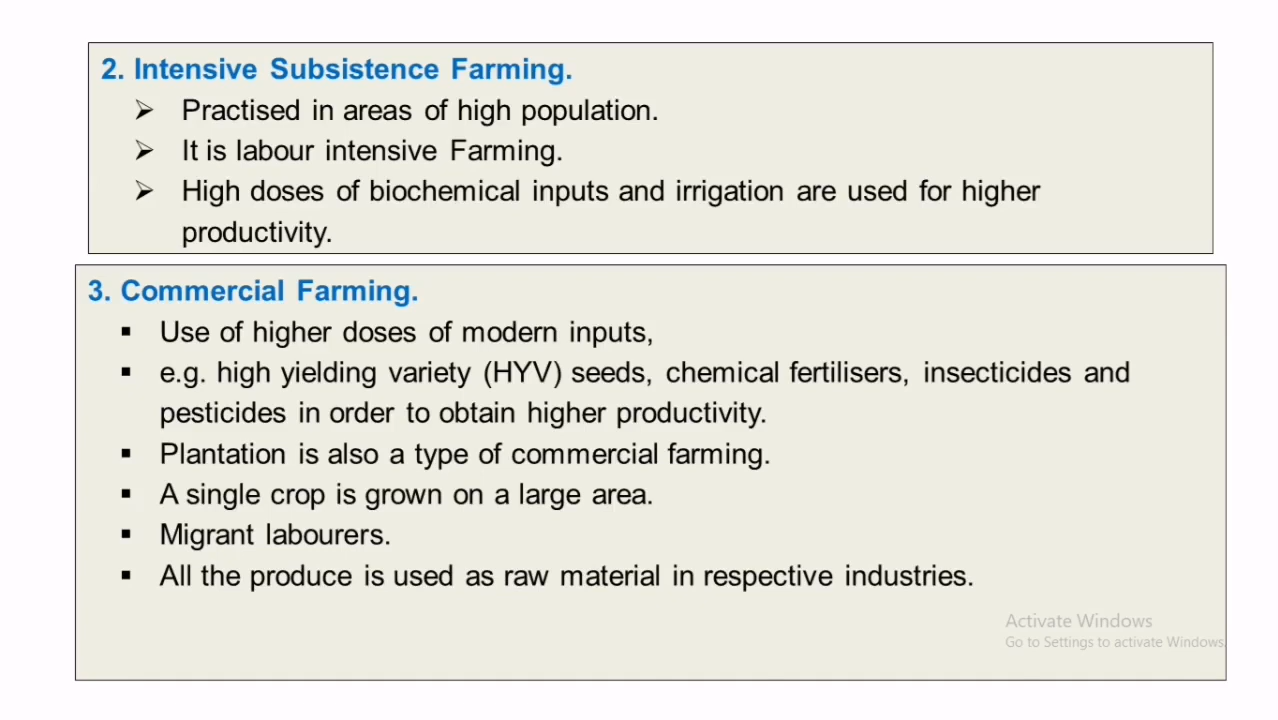 2. Intensive Subsistence Farming.
➢ Practised in areas of high population.
➢ It is labour intensive Farming.
➢ High doses of biochemical inputs and irrigation are used for higher
productivity.
3. Commercial Farming.
▪ Use of higher doses of modern inputs,
▪ e.g. high yielding variety (HYV) seeds, chemical fertilisers, insecticides and
pesticides in order to obtain higher productivity.
▪ Plantation is also a type of commercial farming.
▪ A single crop is grown on a large area.
▪ Migrant labourers.
▪ All the produce is used as raw material in respective industries.
Activate Windows
Go to Settings to activate Windows.